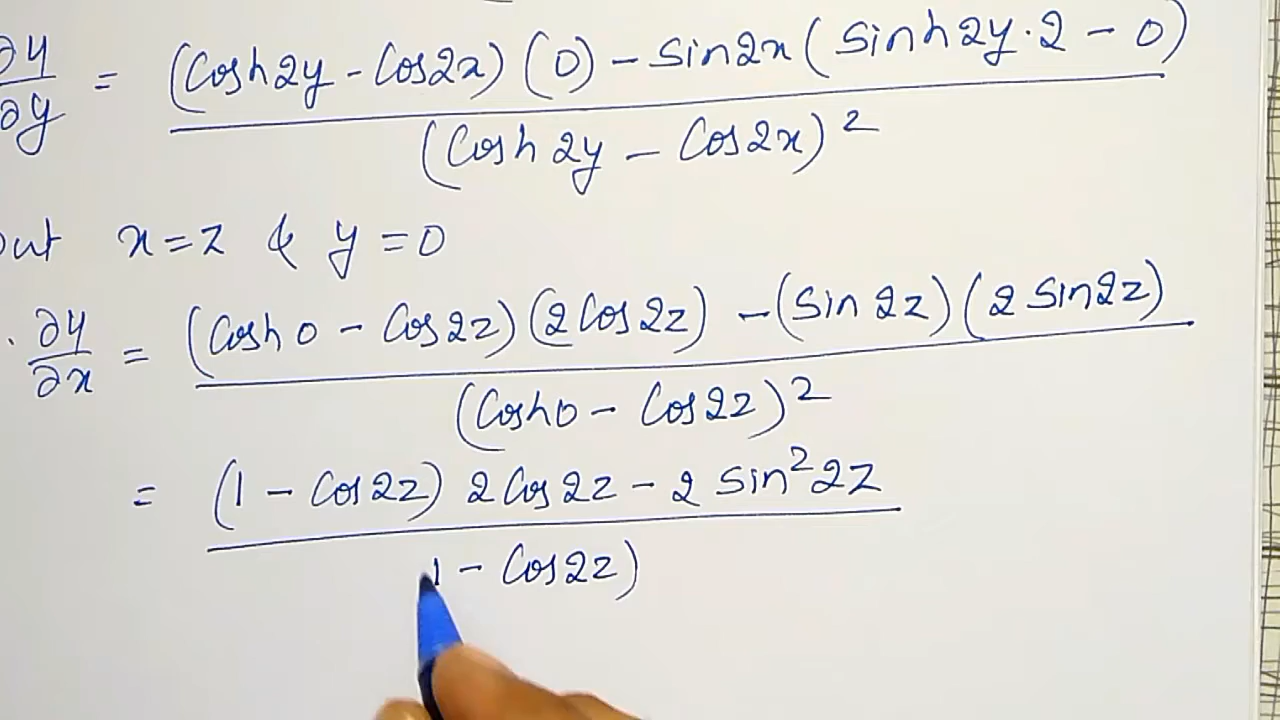 ∂u/∂y = (Cosh2y - Cos2x)(0) - Sin2x(Sinh2y·2 - 0) / (Cosh2y - Cos2x)²
put x=z & y=0
∂u/∂x = (Cosh0 - Cos2z)(2Cos2z) - (Sin2z)(2Sin2z) / (Cosh0 - Cos2z)²
= (1 - Cos2z) 2Cos2z - 2Sin²2z / 1 - Cos2z)